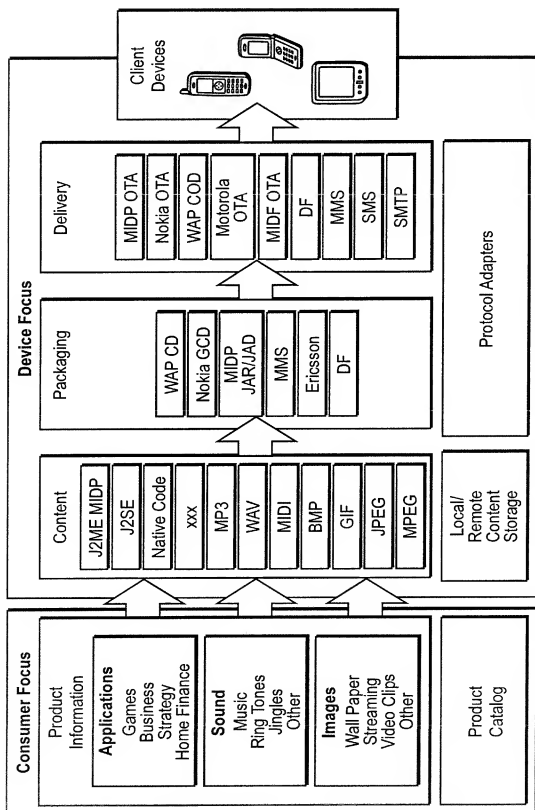 Consumer Focus
Product
Information
Applications
Games
Business
Strategy
Home Finance
Sound
Music
Ring Tones
Jingles
Other
Images
Wall Paper
Streaming
Video Clips
Other
Product
Catalog
Device Focus
Content
J2ME MIDP
J2SE
Native Code
xxx
MP3
WAV
MIDI
BMP
GIF
JPEG
MPEG
Local/
Remote
Content
Storage
Packaging
WAP CD
Nokia GCD
MIDP
JAR/JAD
MMS
Ericsson
DF
Delivery
MIDP OTA
Nokia OTA
WAP COD
Motorola
OTA
MIDF OTA
DF
MMS
SMS
SMTP
Protocol Adapters
Client
Devices